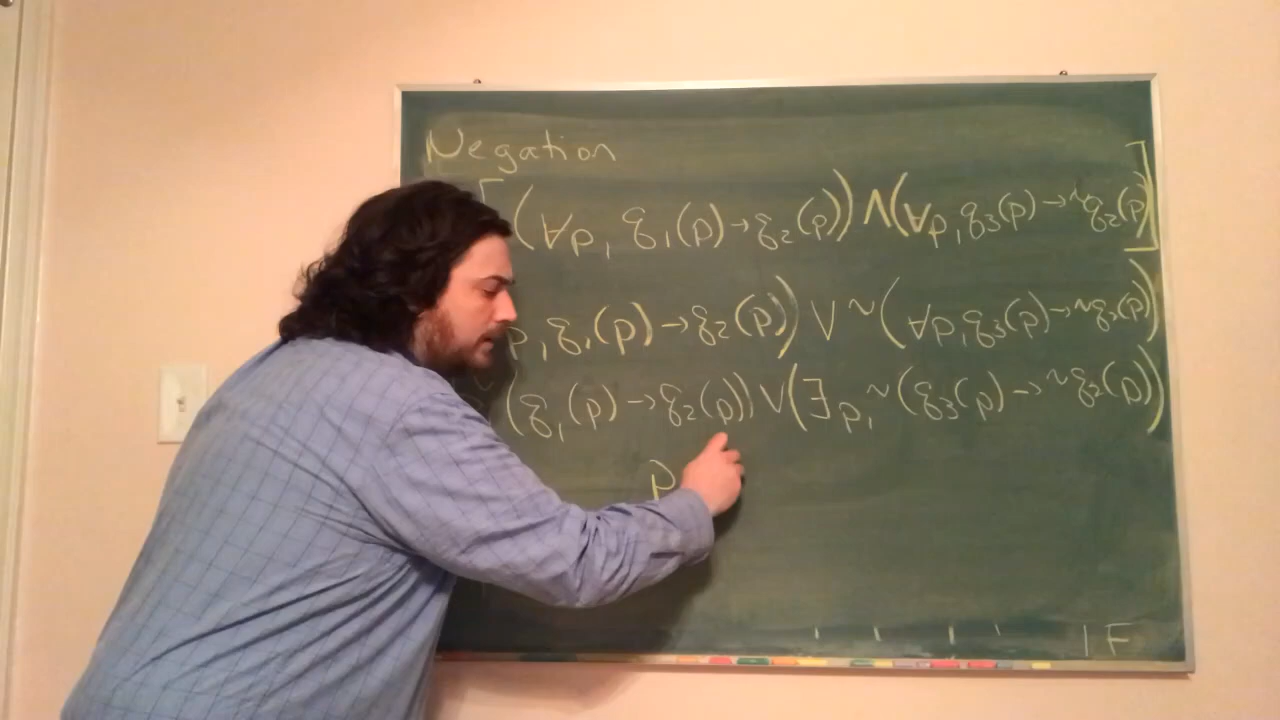 Negation
[(∀p, q₁(p)→q₂(p)) ∧ (∀p, q₃(p)→~q₂(p))]
p, q₁(p)→q₂(p)) ∨ ~(∀p, q₃(p)→~q₂(p))
~(q₁(p)→q₂(p)) ∨ (∃p, ~(q₃(p)→~q₂(p))
p
F